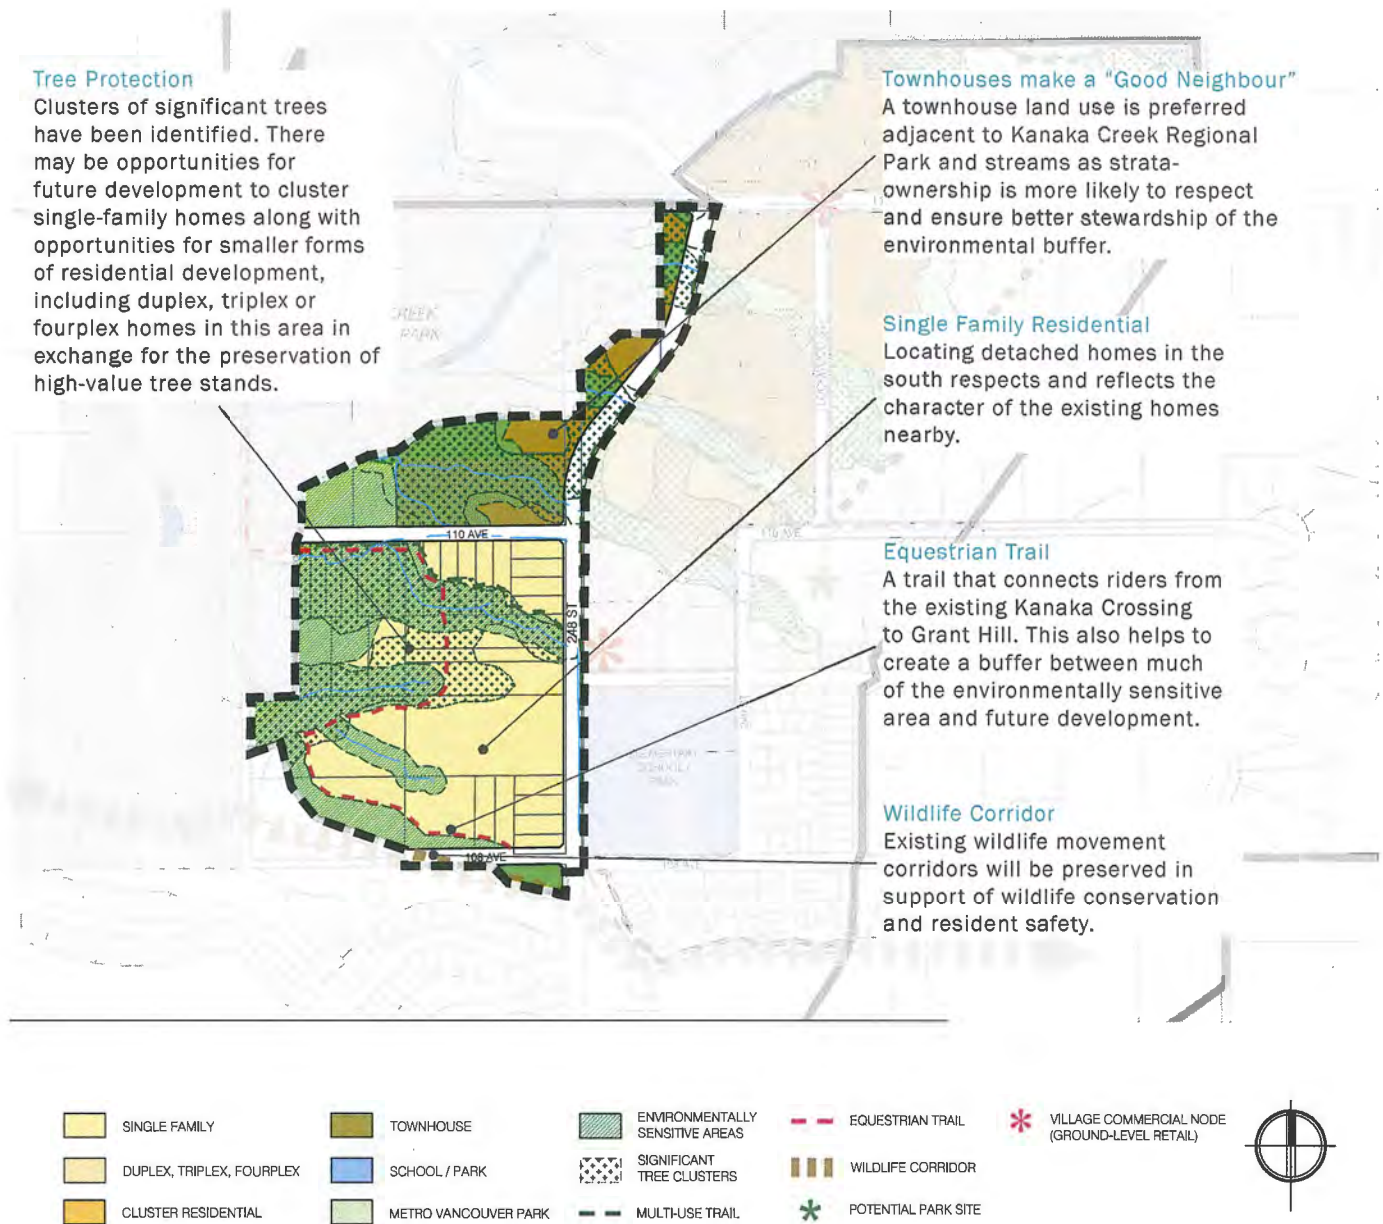 Tree Protection
Clusters of significant trees
have been identified. There
may be opportunities for
future development to cluster
single-family homes along with
opportunities for smaller forms
of residential development,
including duplex, triplex or
fourplex homes in this area in
exchange for the preservation of
high-value tree stands.
Townhouses make a "Good Neighbour"
A townhouse land use is preferred
adjacent to Kanaka Creek Regional
Park and streams as strata-
ownership is more likely to respect
and ensure better stewardship of the
environmental buffer.
Single Family Residential
Locating detached homes in the
south respects and reflects the
character of the existing homes
nearby.
Equestrian Trail
A trail that connects riders from
the existing Kanaka Crossing
to Grant Hill. This also helps to
create a buffer between much
of the environmentally sensitive
area and future development.
Wildlife Corridor
Existing wildlife movement
corridors will be preserved in
support of wildlife conservation
and resident safety.
CREEK
PARK
110 AVE
110 AVE
248 ST
ELEMENTARY
SCHOOL /
PARK
108 AVE
SINGLE FAMILY
DUPLEX, TRIPLEX, FOURPLEX
CLUSTER RESIDENTIAL
TOWNHOUSE
SCHOOL / PARK
METRO VANCOUVER PARK
ENVIRONMENTALLY
SENSITIVE AREAS
SIGNIFICANT
TREE CLUSTERS
MULTI-USE TRAIL
EQUESTRIAN TRAIL
WILDLIFE CORRIDOR
POTENTIAL PARK SITE
VILLAGE COMMERCIAL NODE
(GROUND-LEVEL RETAIL)